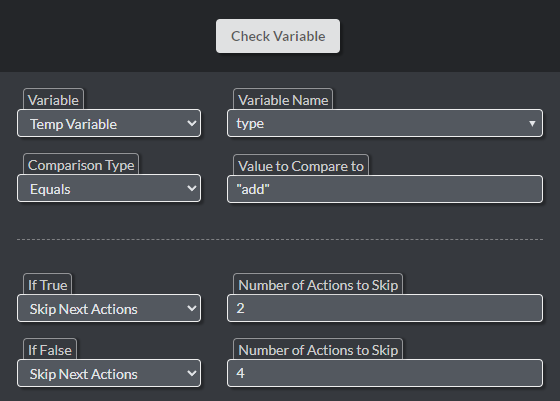 Check Variable
Variable
Variable Name
Temp Variable
type
Comparison Type
Value to Compare to
Equals
"add"
If True
Number of Actions to Skip
Skip Next Actions
2
If False
Number of Actions to Skip
Skip Next Actions
4